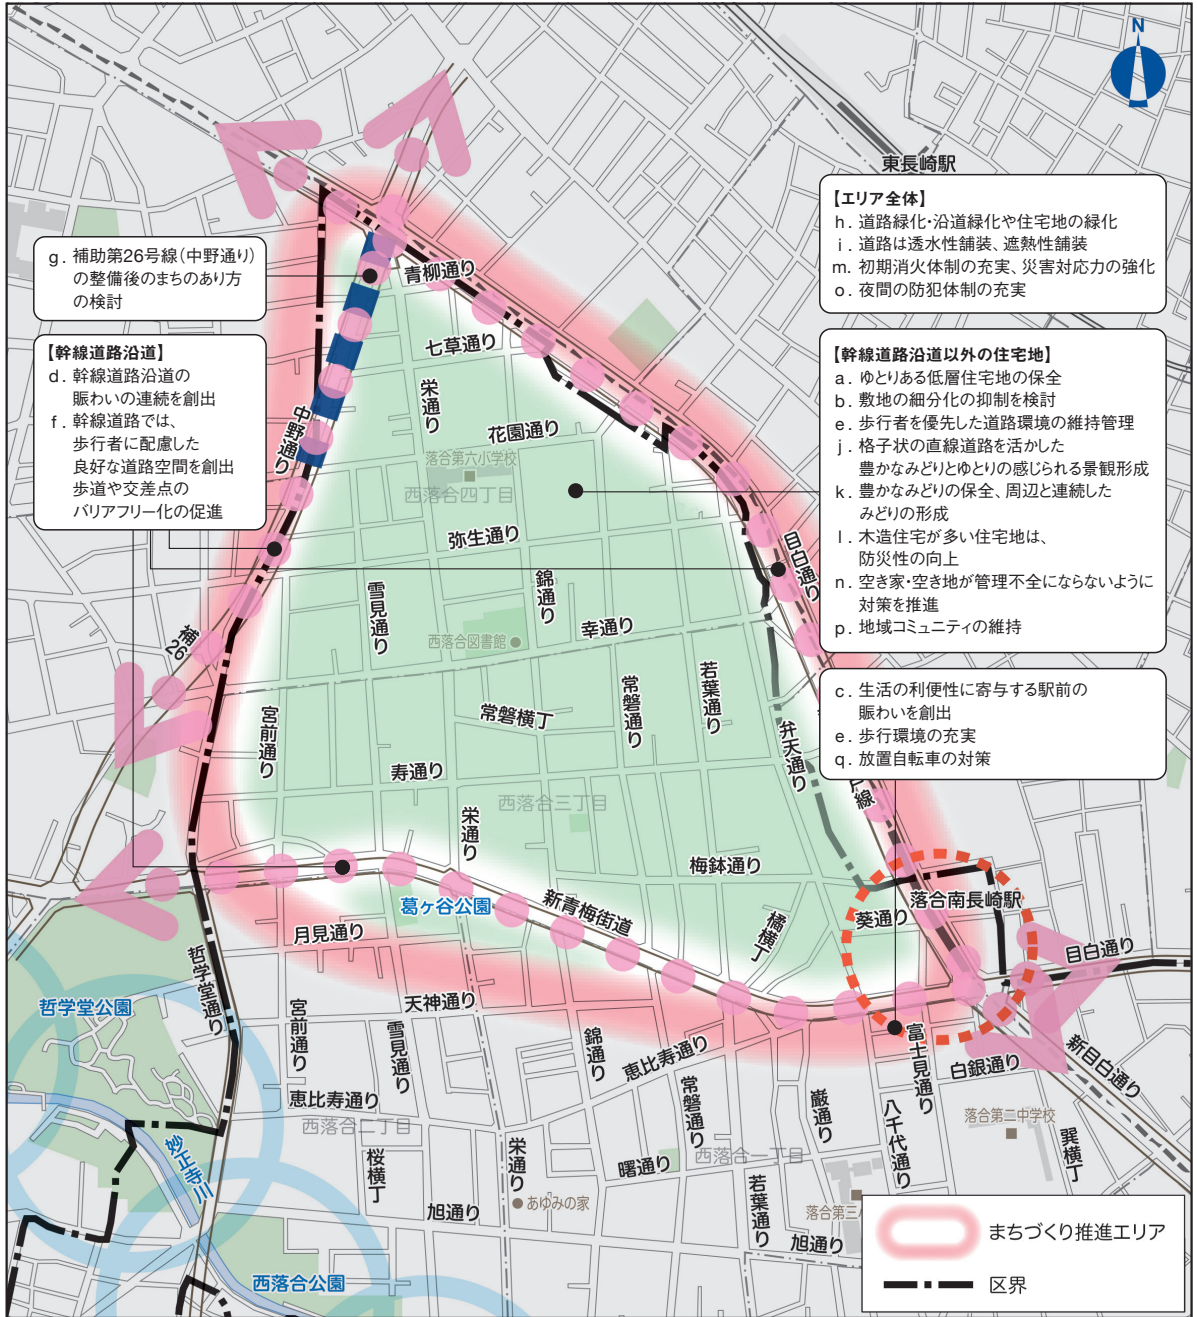 N
東長崎駅
【エリア全体】
h. 道路緑化・沿道緑化や住宅地の緑化
i. 道路は透水性舗装、遮熱性舗装
m. 初期消火体制の充実、災害対応力の強化
o. 夜間の防犯体制の充実
g. 補助第26号線(中野通り)
の整備後のまちのあり方
の検討
【幹線道路沿道】
d. 幹線道路沿道の
賑わいの連続を創出
f. 幹線道路では、
歩行者に配慮した
良好な道路空間を創出
歩道や交差点の
バリアフリー化の促進
【幹線道路沿道以外の住宅地】
a. ゆとりある低層住宅地の保全
b. 敷地の細分化の抑制を検討
e. 歩行者を優先した道路環境の維持管理
j. 格子状の直線道路を活かした
豊かなみどりとゆとりの感じられる景観形成
k. 豊かなみどりの保全、周辺と連続した
みどりの形成
l. 木造住宅が多い住宅地は、
防災性の向上
n. 空き家・空き地が管理不全にならないように
対策を推進
p. 地域コミュニティの維持
c. 生活の利便性に寄与する駅前の
賑わいを創出
e. 歩行環境の充実
q. 放置自転車の対策
青柳通り
七草通り
栄通り
花園通り
中野通り
落合第六小学校
西落合四丁目
弥生通り
目白通り
雪見通り
錦通り
補26
西落合図書館
幸通り
若葉通り
常磐通り
宮前通り
常磐横丁
弁天通り
寿通り
西落合三丁目
線
栄通り
梅鉢通り
葛ヶ谷公園
新青梅街道
落合南長崎駅
葵通り
橘横丁
月見通り
目白通り
哲学堂通り
哲学堂公園
天神通り
宮前通り
雪見通り
錦通り
恵比寿通り
富士見通り
新目白通り
白銀通り
常磐通り
巌通り
八千代通り
恵比寿通り
西落合二丁目
落合第二中学校
妙正寺川
桜横丁
栄通り
曙通り
西落合一丁目
巽横丁
若葉通り
あゆみの家
旭通り
落合第三小
旭通り
西落合公園
まちづくり推進エリア
区界